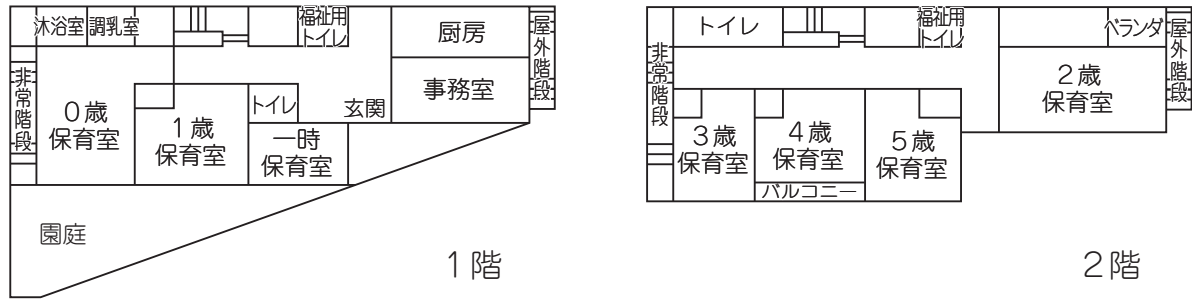 沐浴室
調乳室
福祉用
トイレ
厨房
屋外階段
非常階段
0歳
保育室
1歳
保育室
トイレ
玄関
事務室
一時
保育室
園庭
1階
トイレ
福祉用
トイレ
ベランダ
屋外階段
非常階段
2歳
保育室
3歳
保育室
4歳
保育室
5歳
保育室
バルコニー
2階